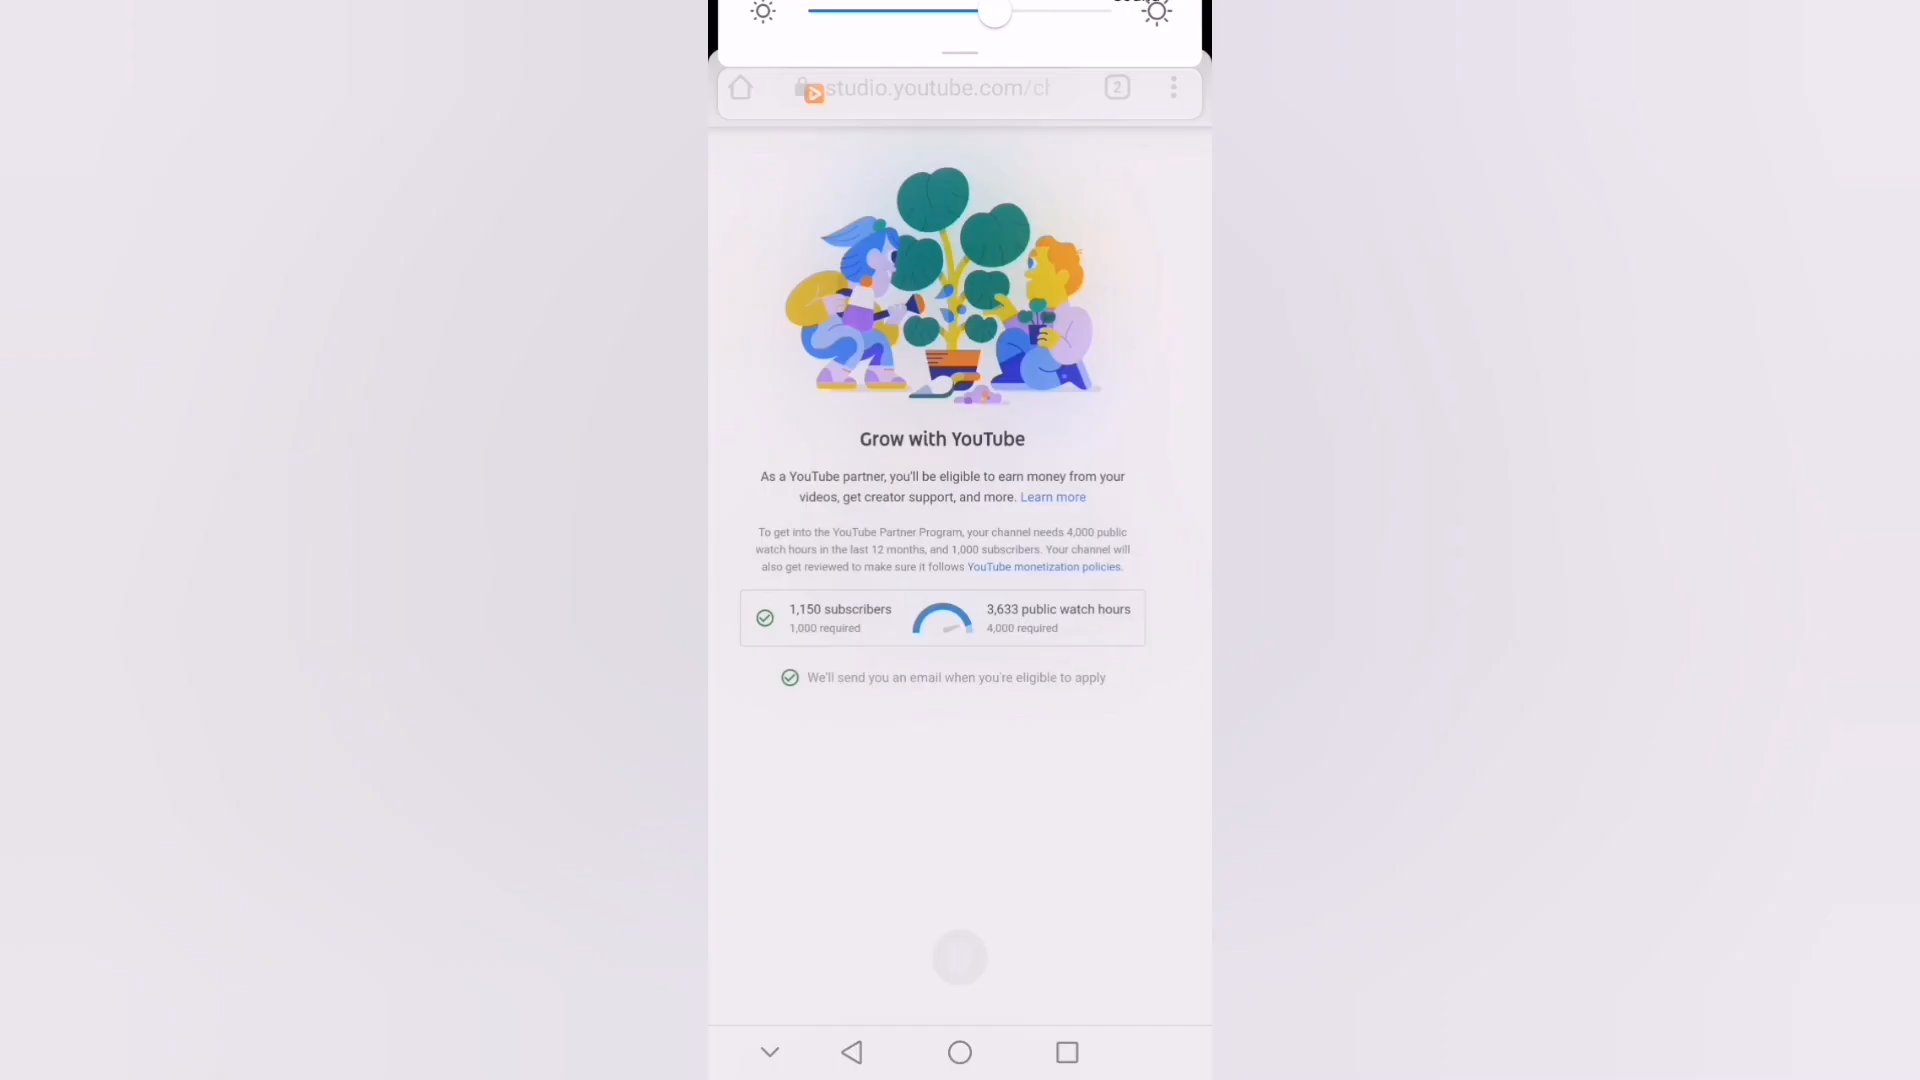 studio.youtube.com/ch
2
Grow with YouTube
As a YouTube partner, you'll be eligible to earn money from your
videos, get creator support, and more. Learn more
To get into the YouTube Partner Program, your channel needs 4,000 public
watch hours in the last 12 months, and 1,000 subscribers. Your channel will
also get reviewed to make sure it follows YouTube monetization policies.
1,150 subscribers
1,000 required
3,633 public watch hours
4,000 required
We'll send you an email when you're eligible to apply